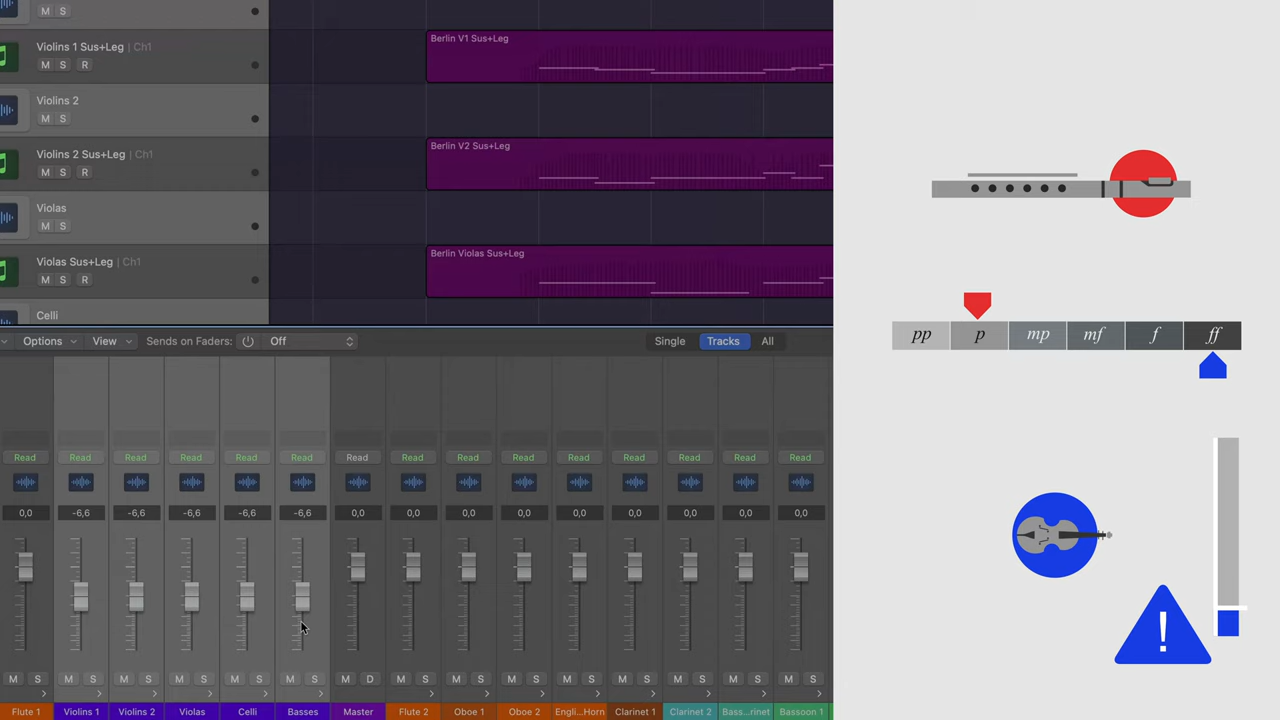 M S
Violins 1 Sus+Leg | Ch1
M S R
Violins 2
M S
Violins 2 Sus+Leg | Ch1
M S R
Violas
M S
Violas Sus+Leg | Ch1
M S R
Celli
Berlin V1 Sus+Leg
Berlin V2 Sus+Leg
Berlin Violas Sus+Leg
Options View Sends on Faders: Off Single Tracks All
Read Read Read Read Read Read Read Read Read Read Read Read Read Read Read
0,0 -6,6 -6,6 -6,6 -6,6 -6,6 0,0 0,0 0,0 0,0 0,0 0,0 0,0 0,0 0,0
M S M S M S M S M S M S M D M S M S M S M S M S M S M S M S
Flute 1 Violins 1 Violins 2 Violas Celli Basses Master Flute 2 Oboe 1 Oboe 2 Engli...Horn Clarinet 1 Clarinet 2 Bass...rinet Bassoon 1
pp p mp mf f ff
!